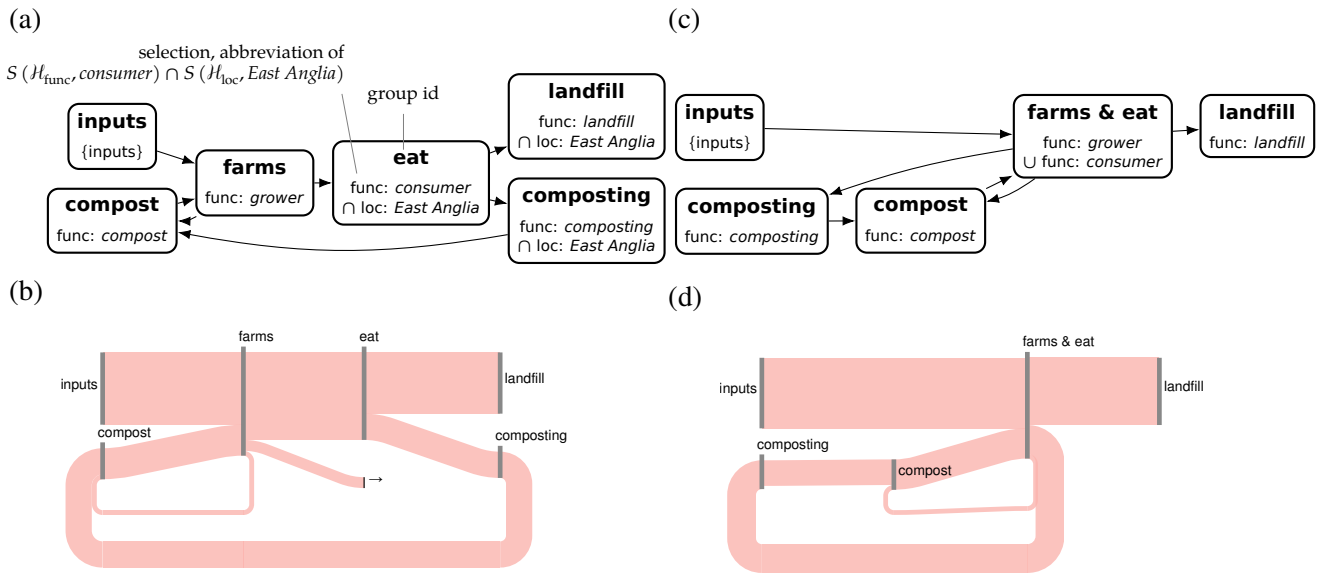 (a)
selection, abbreviation of
S (ℋfunc, consumer) ∩ S (ℋloc, East Anglia)
group id
inputs
{inputs}
compost
func: compost
farms
func: grower
eat
func: consumer
∩ loc: East Anglia
landfill
func: landfill
∩ loc: East Anglia
composting
func: composting
∩ loc: East Anglia
(c)
inputs
{inputs}
composting
func: composting
compost
func: compost
farms & eat
func: grower
∪ func: consumer
landfill
func: landfill
(b)
farms
eat
inputs
landfill
compost
composting
→
(d)
farms & eat
inputs
landfill
composting
compost